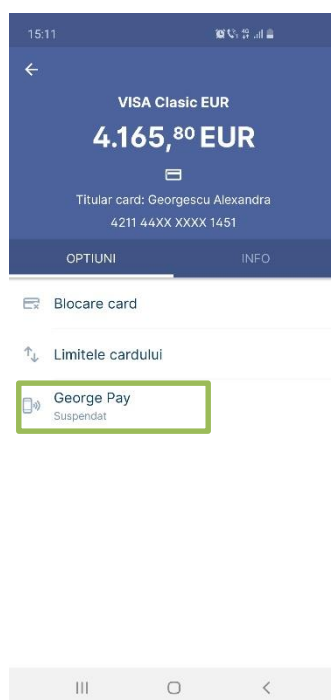 15:11
VISA Clasic EUR
4.165,80 EUR
Titular card: Georgescu Alexandra
4211 44XX XXXX 1451
OPTIUNI INFO
Blocare card
Limitele cardului
George Pay
Suspendat